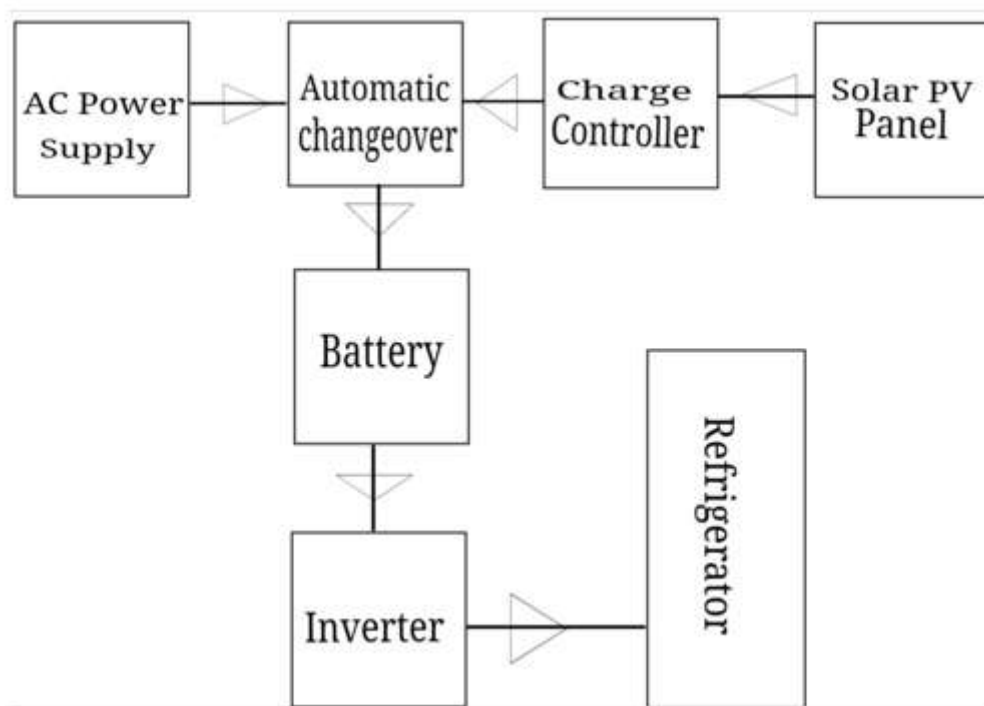 AC Power
Supply
Automatic
changeover
Charge
Controller
Solar PV
Panel
Battery
Refrigerator
Inverter